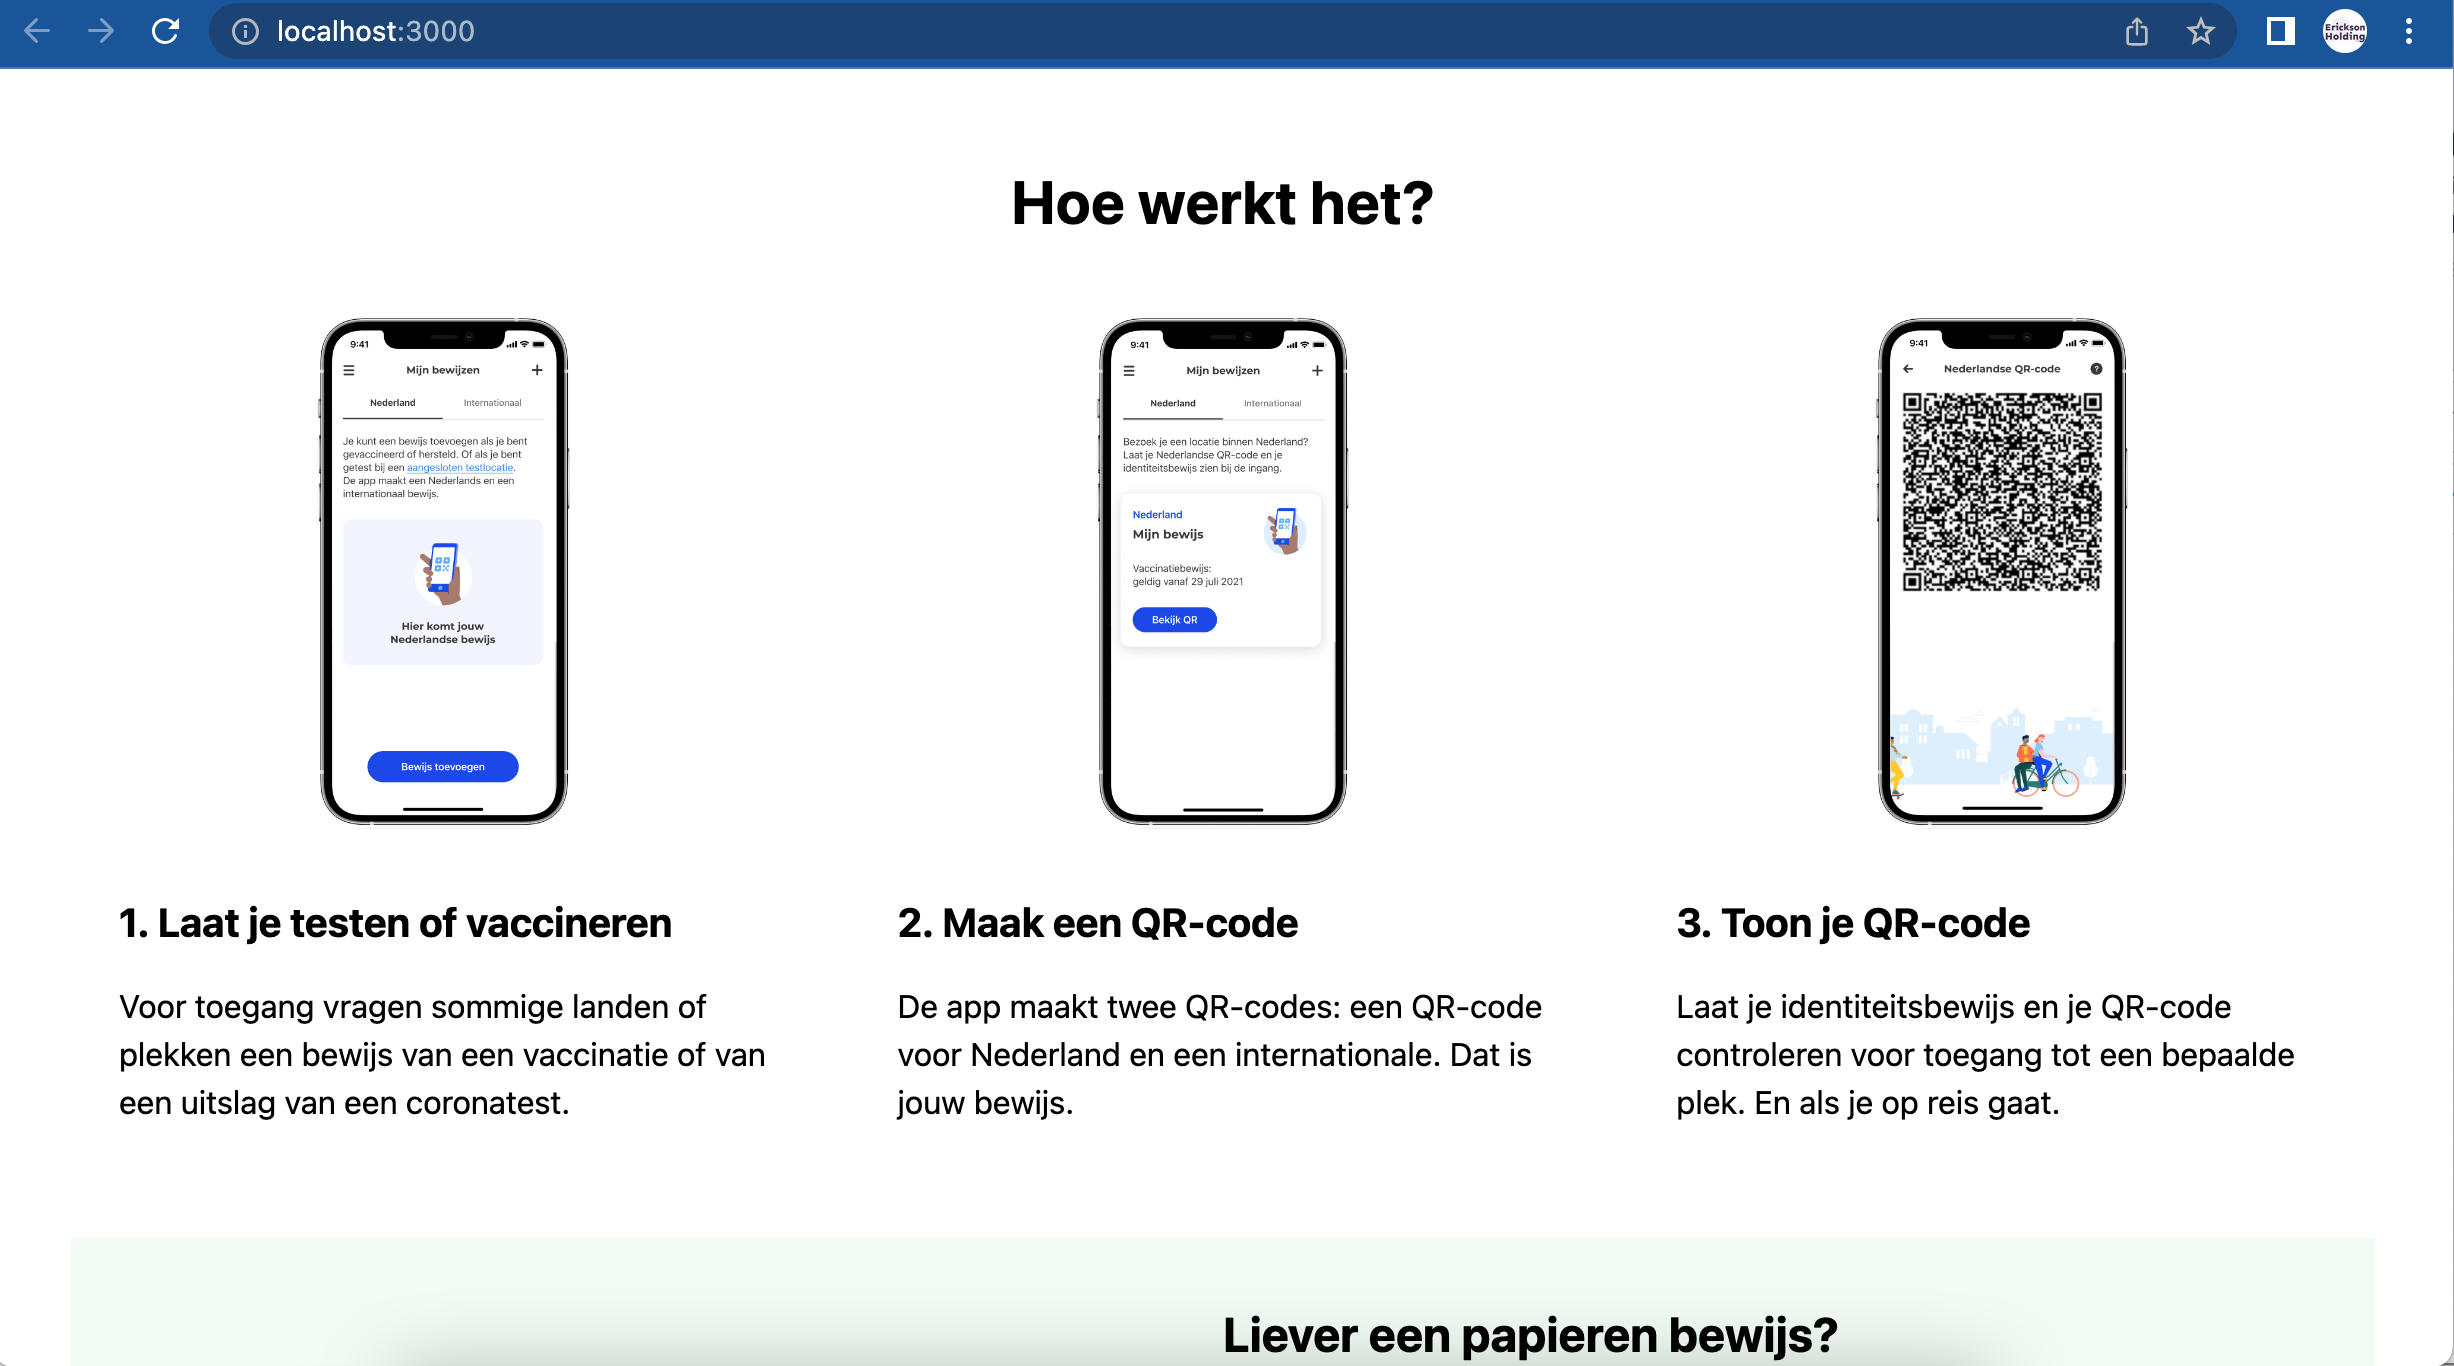 localhost:3000
Erickson
Holding
Hoe werkt het?
9:41
Mijn bewijzen
Nederland
Internationaal
Je kunt een bewijs toevoegen als je bent
gevaccineerd of hersteld. Of als je bent
getest bij een aangesloten testlocatie.
De app maakt een Nederlands en een
internationaal bewijs.
Hier komt jouw
Nederlandse bewijs
Bewijs toevoegen
9:41
Mijn bewijzen
Nederland
Internationaal
Bezoek je een locatie binnen Nederland?
Laat je Nederlandse QR-code en je
identiteitsbewijs zien bij de ingang.
Nederland
Mijn bewijs
Vaccinatiebewijs:
geldig vanaf 29 juli 2021
Bekijk QR
9:41
Nederlandse QR-code
?
1. Laat je testen of vaccineren
Voor toegang vragen sommige landen of
plekken een bewijs van een vaccinatie of van
een uitslag van een coronatest.
2. Maak een QR-code
De app maakt twee QR-codes: een QR-code
voor Nederland en een internationale. Dat is
jouw bewijs.
3. Toon je QR-code
Laat je identiteitsbewijs en je QR-code
controleren voor toegang tot een bepaalde
plek. En als je op reis gaat.
Liever een papieren bewijs?